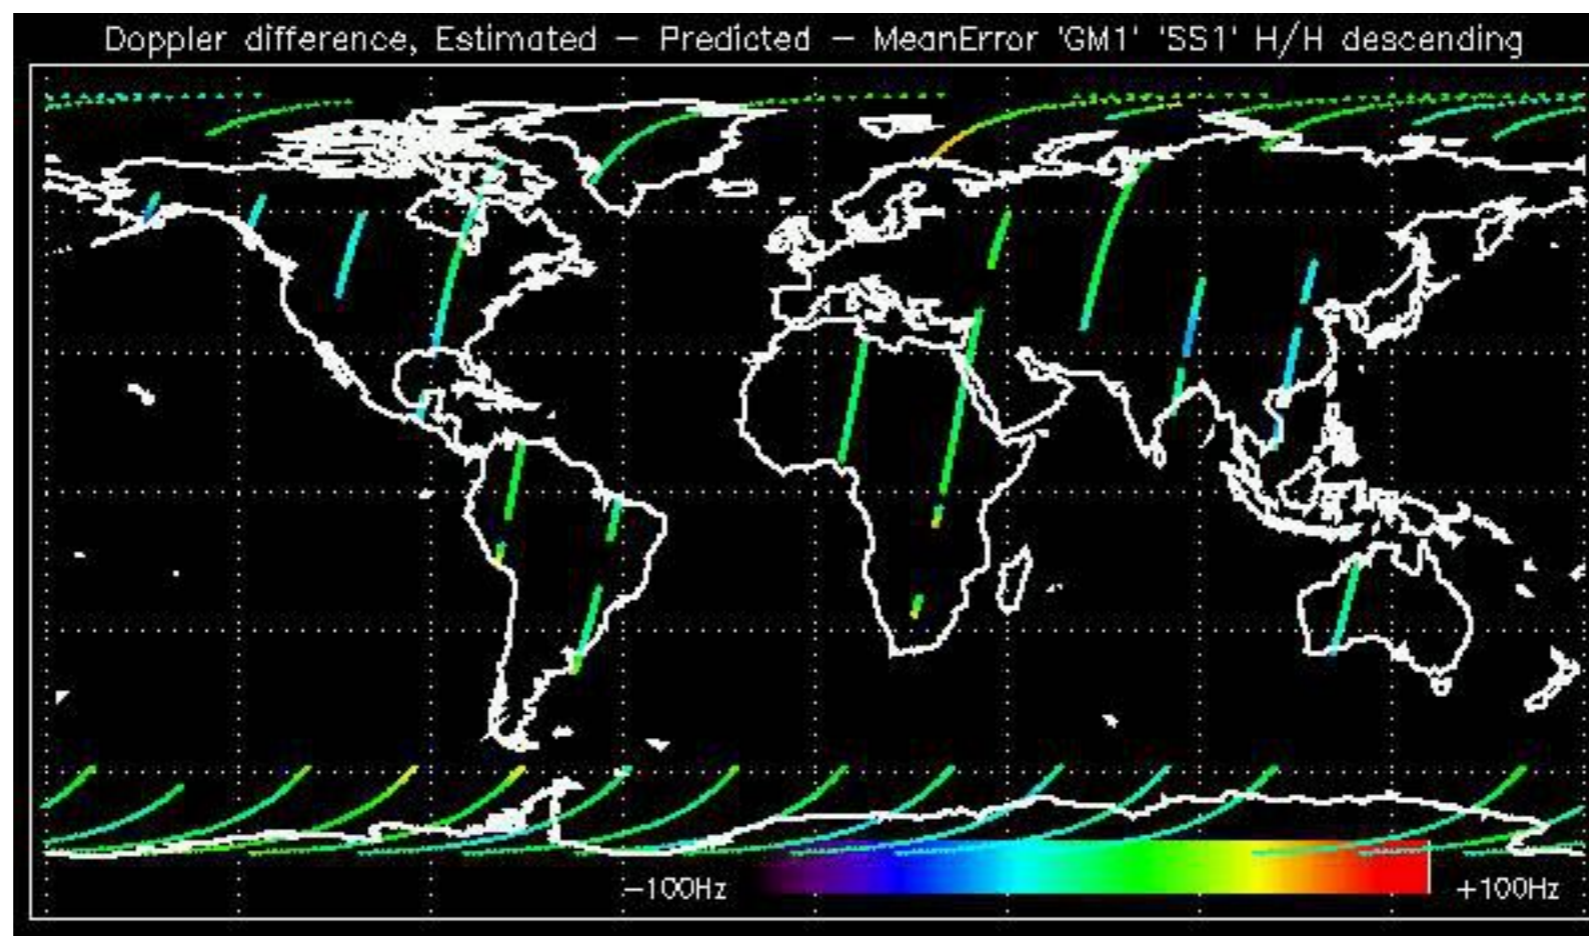 Doppler difference, Estimated — Predicted — MeanError 'GM1' 'SS1' H/H descending
—100Hz +100Hz